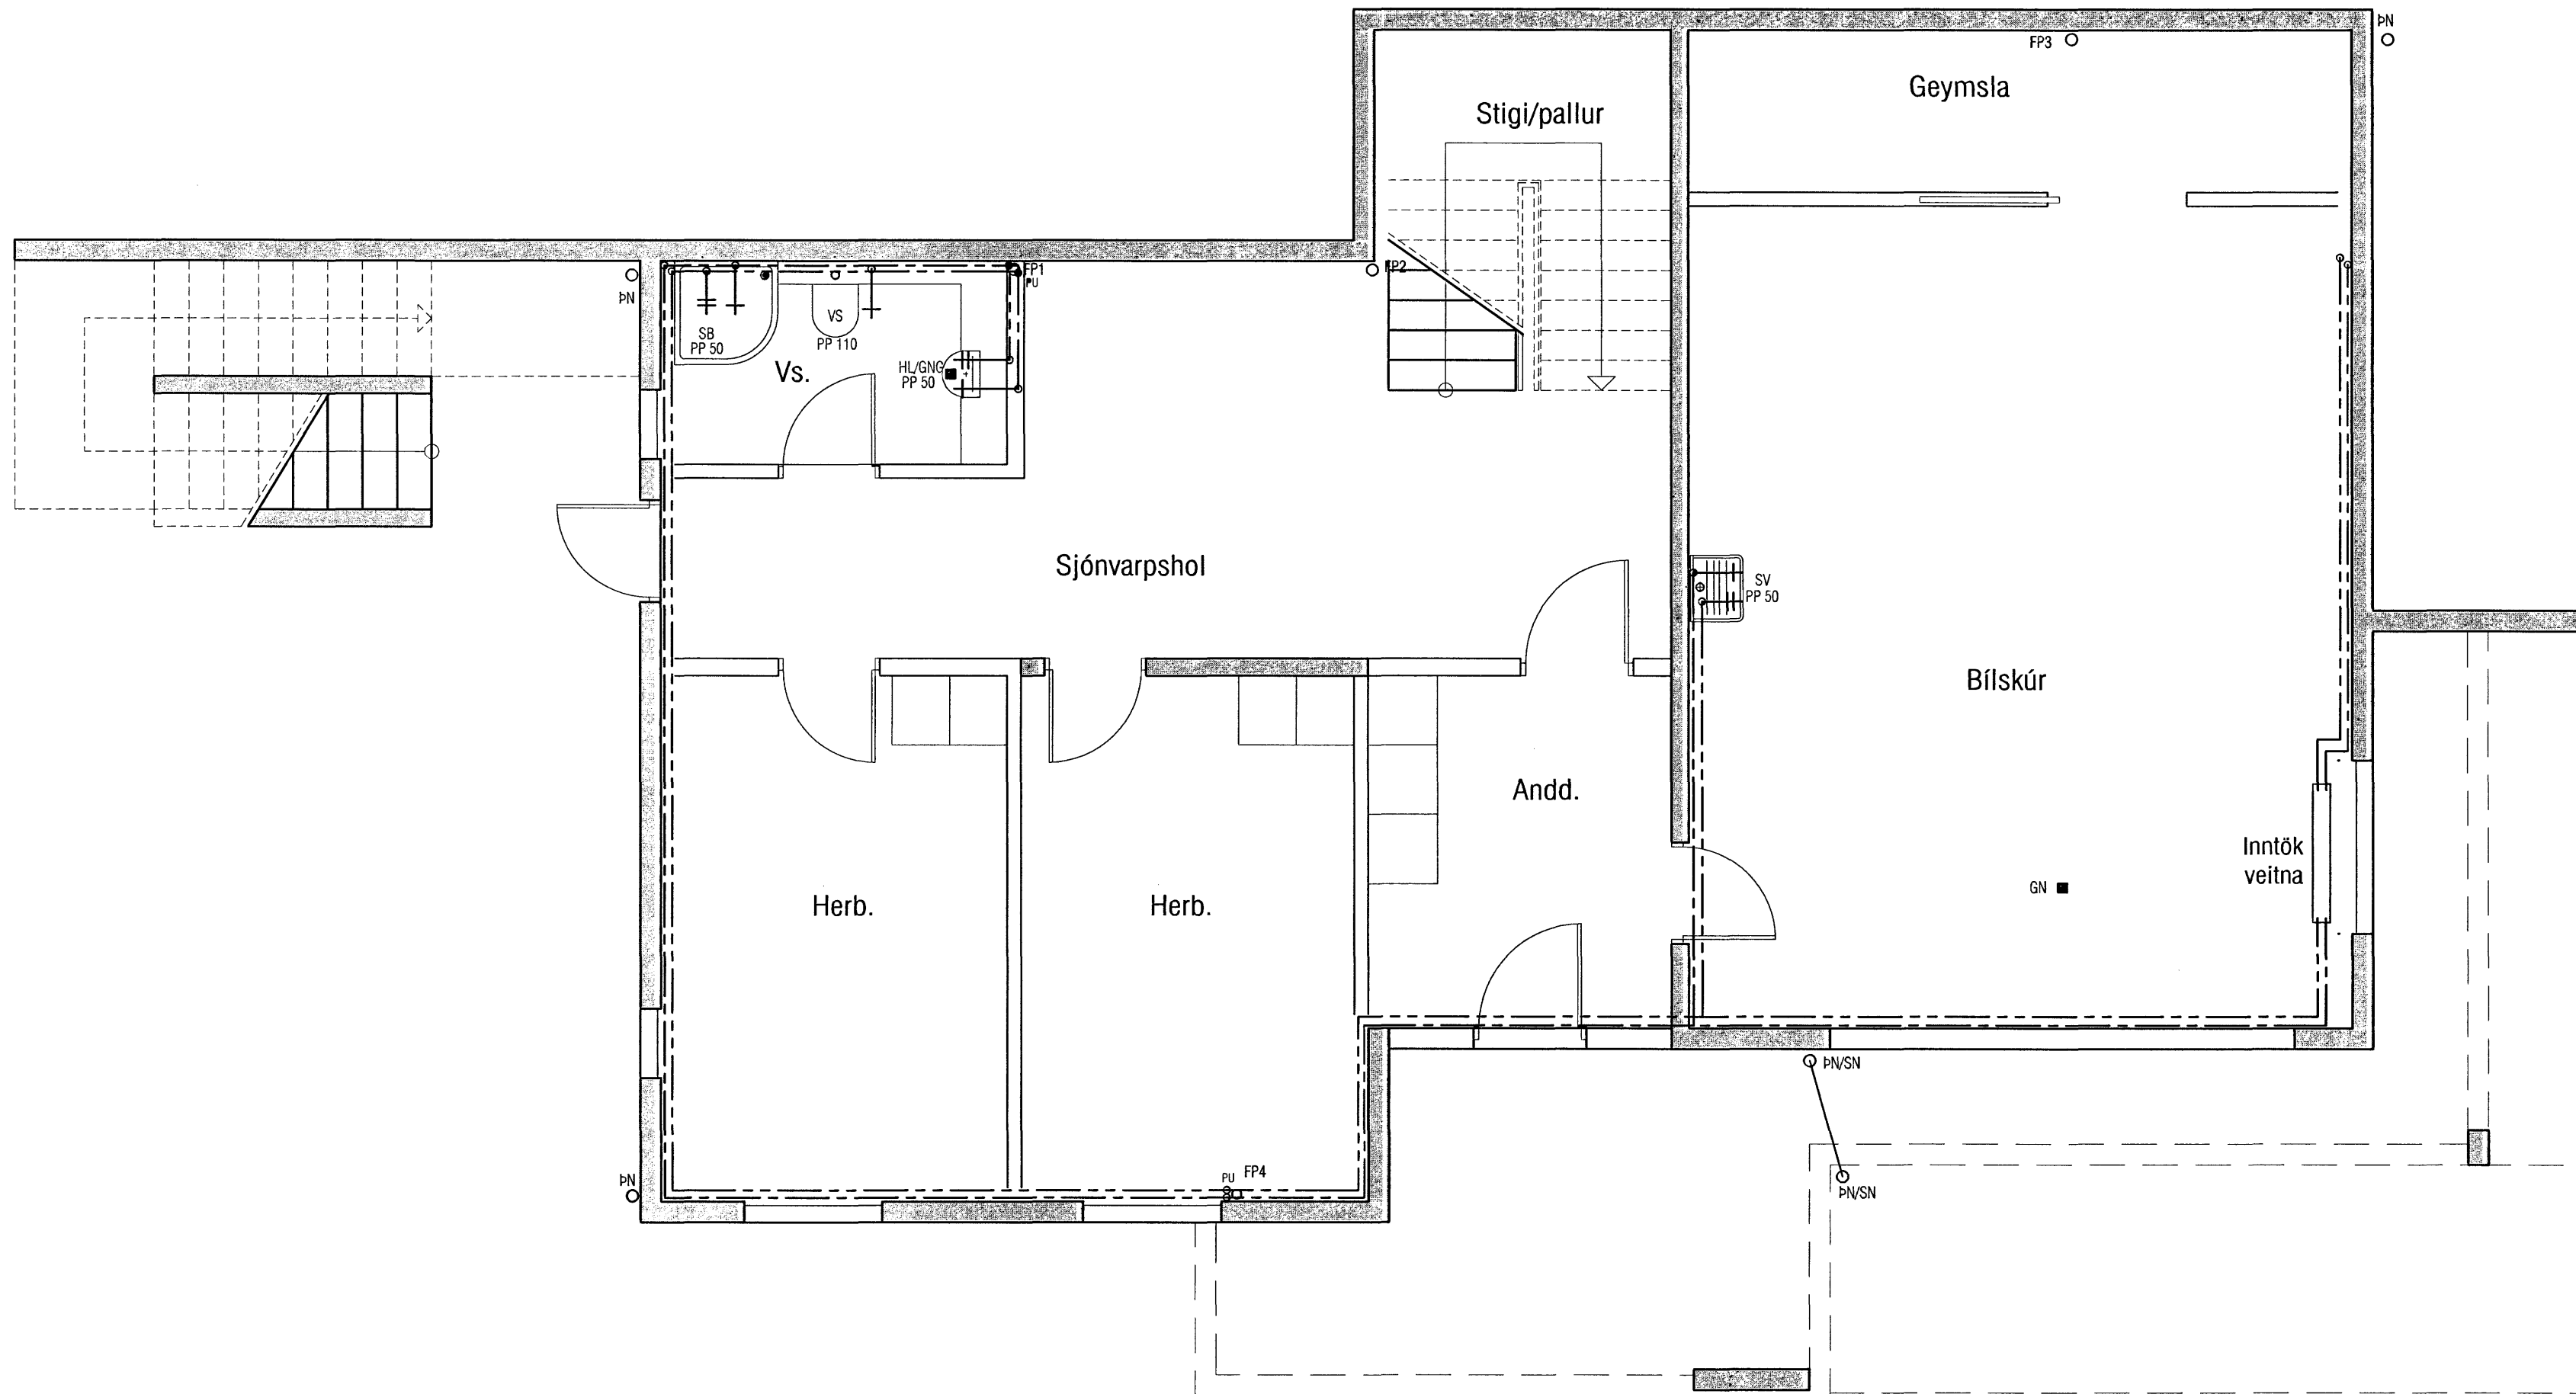 ÞN
FP3
Geymsla
Stigi/pallur
FP1
PU
FP2
ÞN
VS
PP 110
SB
PP 50
Vs.
HL/GNG
PP 50
Sjónvarpshol
SV
PP 50
Bílskúr
Andd.
Inntök
veitna
GN
Herb.
Herb.
ÞN/SN
FP4
PU
ÞN
ÞN/SN